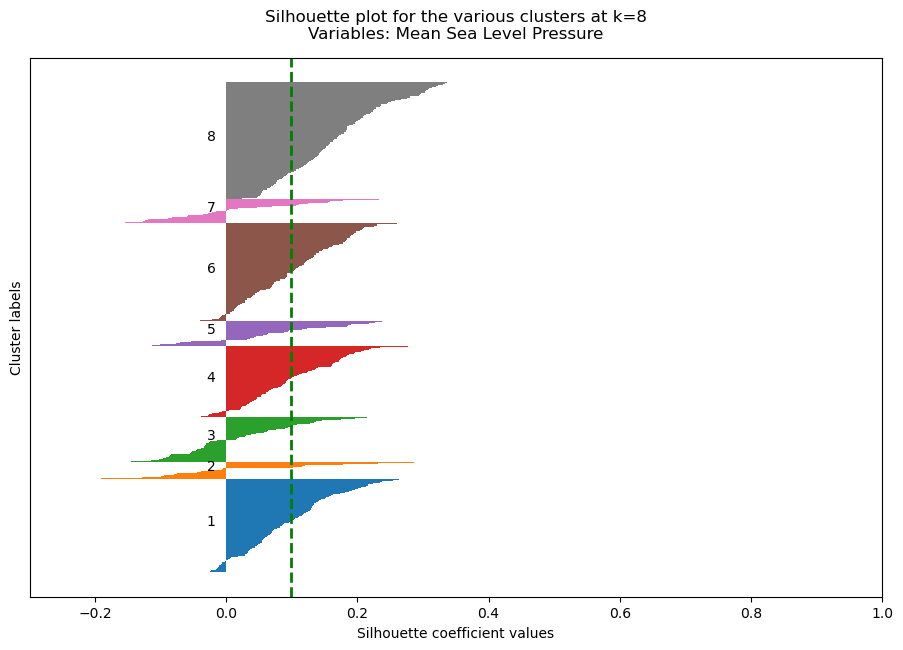 Silhouette plot for the various clusters at k=8
Variables: Mean Sea Level Pressure
Cluster labels
8
7
6
5
4
3
2
1
−0.2 0.0 0.2 0.4 0.6 0.8 1.0
Silhouette coefficient values